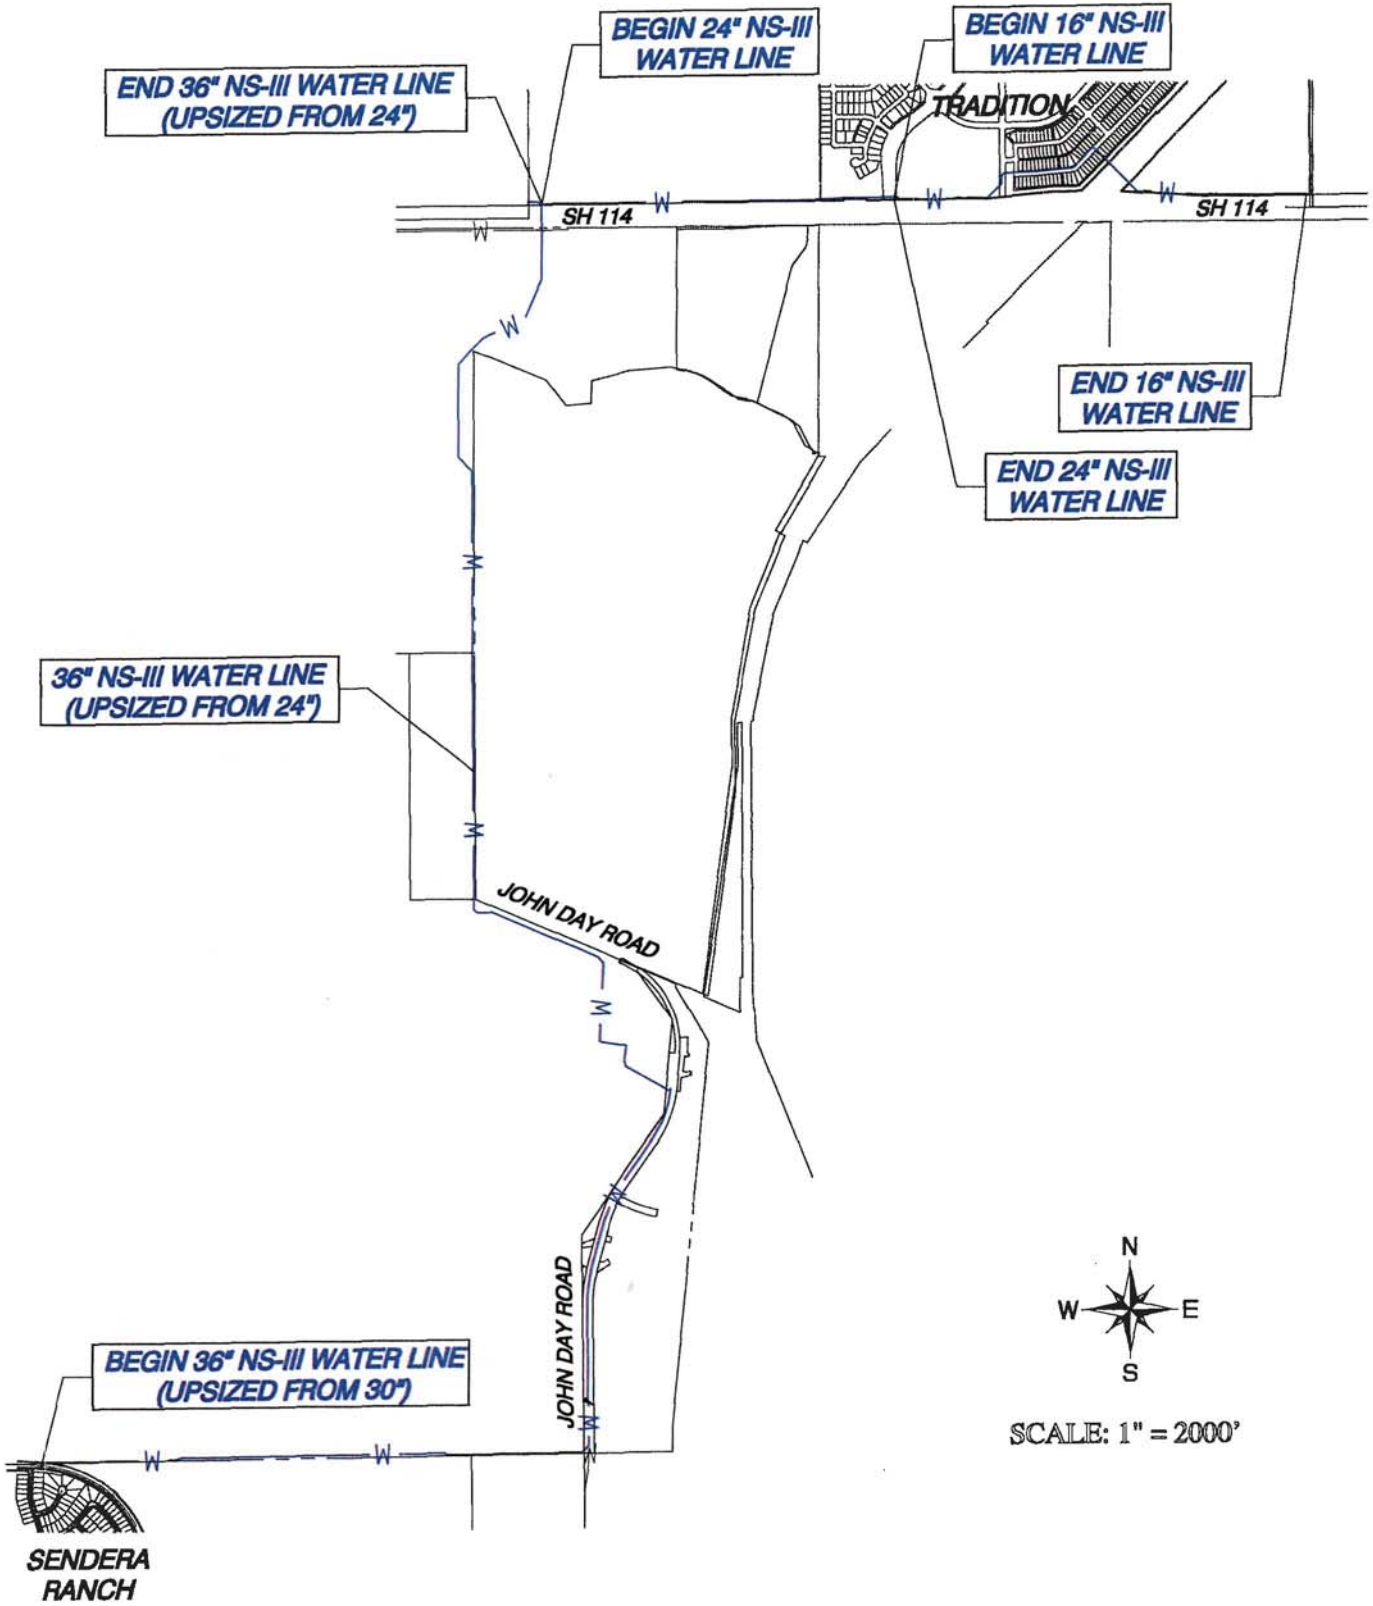 BEGIN 24" NS-III
WATER LINE
BEGIN 16" NS-III
WATER LINE
END 36" NS-III WATER LINE
(UPSIZED FROM 24")
TRADITION
W
W
W
SH 114
SH 114
W
W
END 16" NS-III
WATER LINE
END 24" NS-III
WATER LINE
W
36" NS-III WATER LINE
(UPSIZED FROM 24")
W
JOHN DAY ROAD
W
W
N
W E
S
JOHN DAY ROAD
BEGIN 36" NS-III WATER LINE
(UPSIZED FROM 30")
W
W
W
SCALE: 1" = 2000'
SENDERA
RANCH